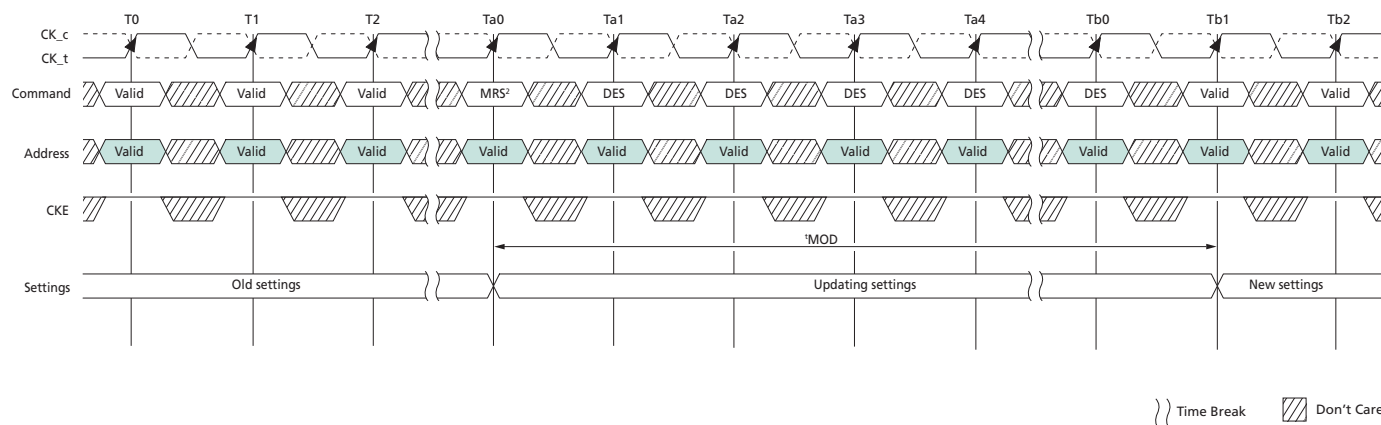 T0 T1 T2 Ta0 Ta1 Ta2 Ta3 Ta4 Tb0 Tb1 Tb2
CK_c
CK_t
Command Valid Valid Valid MRS² DES DES DES DES DES Valid Valid
Address Valid Valid Valid Valid Valid Valid Valid Valid Valid Valid Valid
CKE
tMOD
Settings Old settings Updating settings New settings
Time Break Don't Care